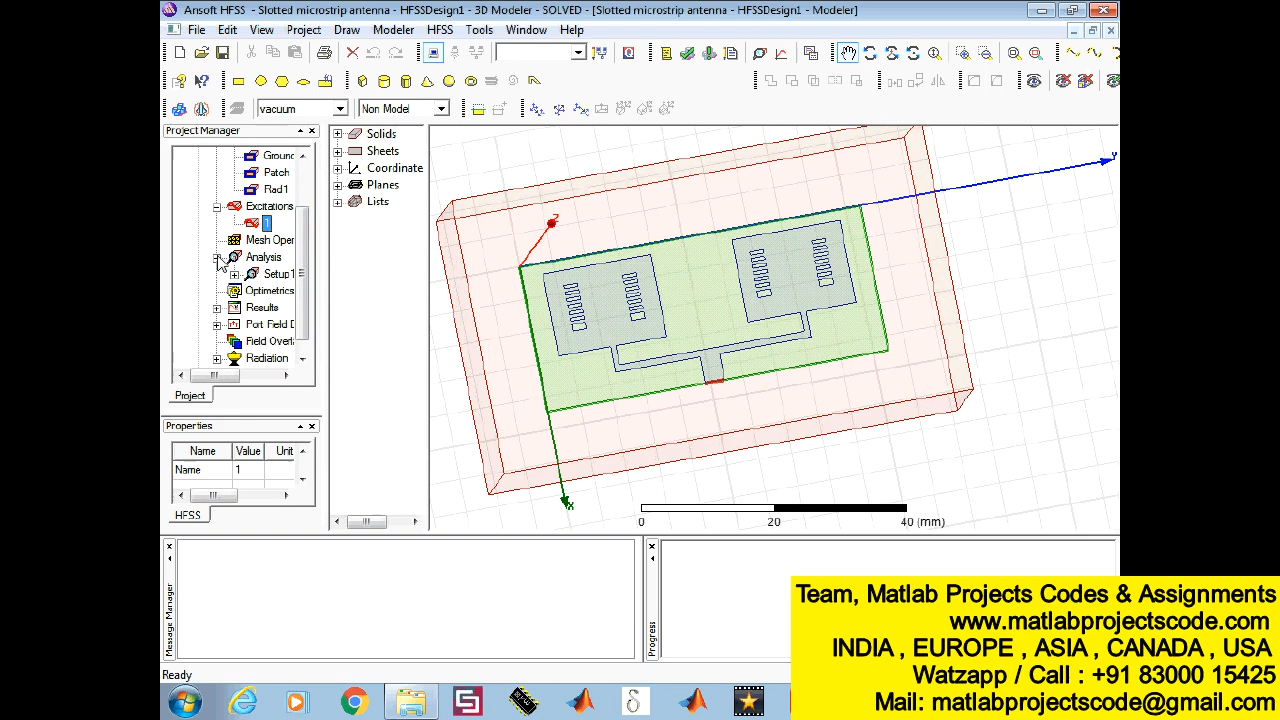 Ansoft HFSS - Slotted microstrip antenna - HFSSDesign1 - 3D Modeler - SOLVED - [Slotted microstrip antenna - HFSSDesign1 - Modeler]
File Edit View Project Draw Modeler HFSS Tools Window Help
vacuum Non Model
Project Manager
Ground
Patch
Rad1
Excitations
1
Mesh Oper
Analysis
Setup1
Optimetrics
Results
Port Field D
Field Overla
Radiation
Project
Solids
Sheets
Coordinate
Planes
Lists
Z
Y
X
0 20 40 (mm)
Properties
Name Value Unit
Name 1
HFSS
Message Manager
Progress
Ready
Team, Matlab Projects Codes & Assignments
www.matlabprojectscode.com
INDIA , EUROPE , ASIA , CANADA , USA
Watzapp / Call : +91 83000 15425
Mail: matlabprojectscode@gmail.com